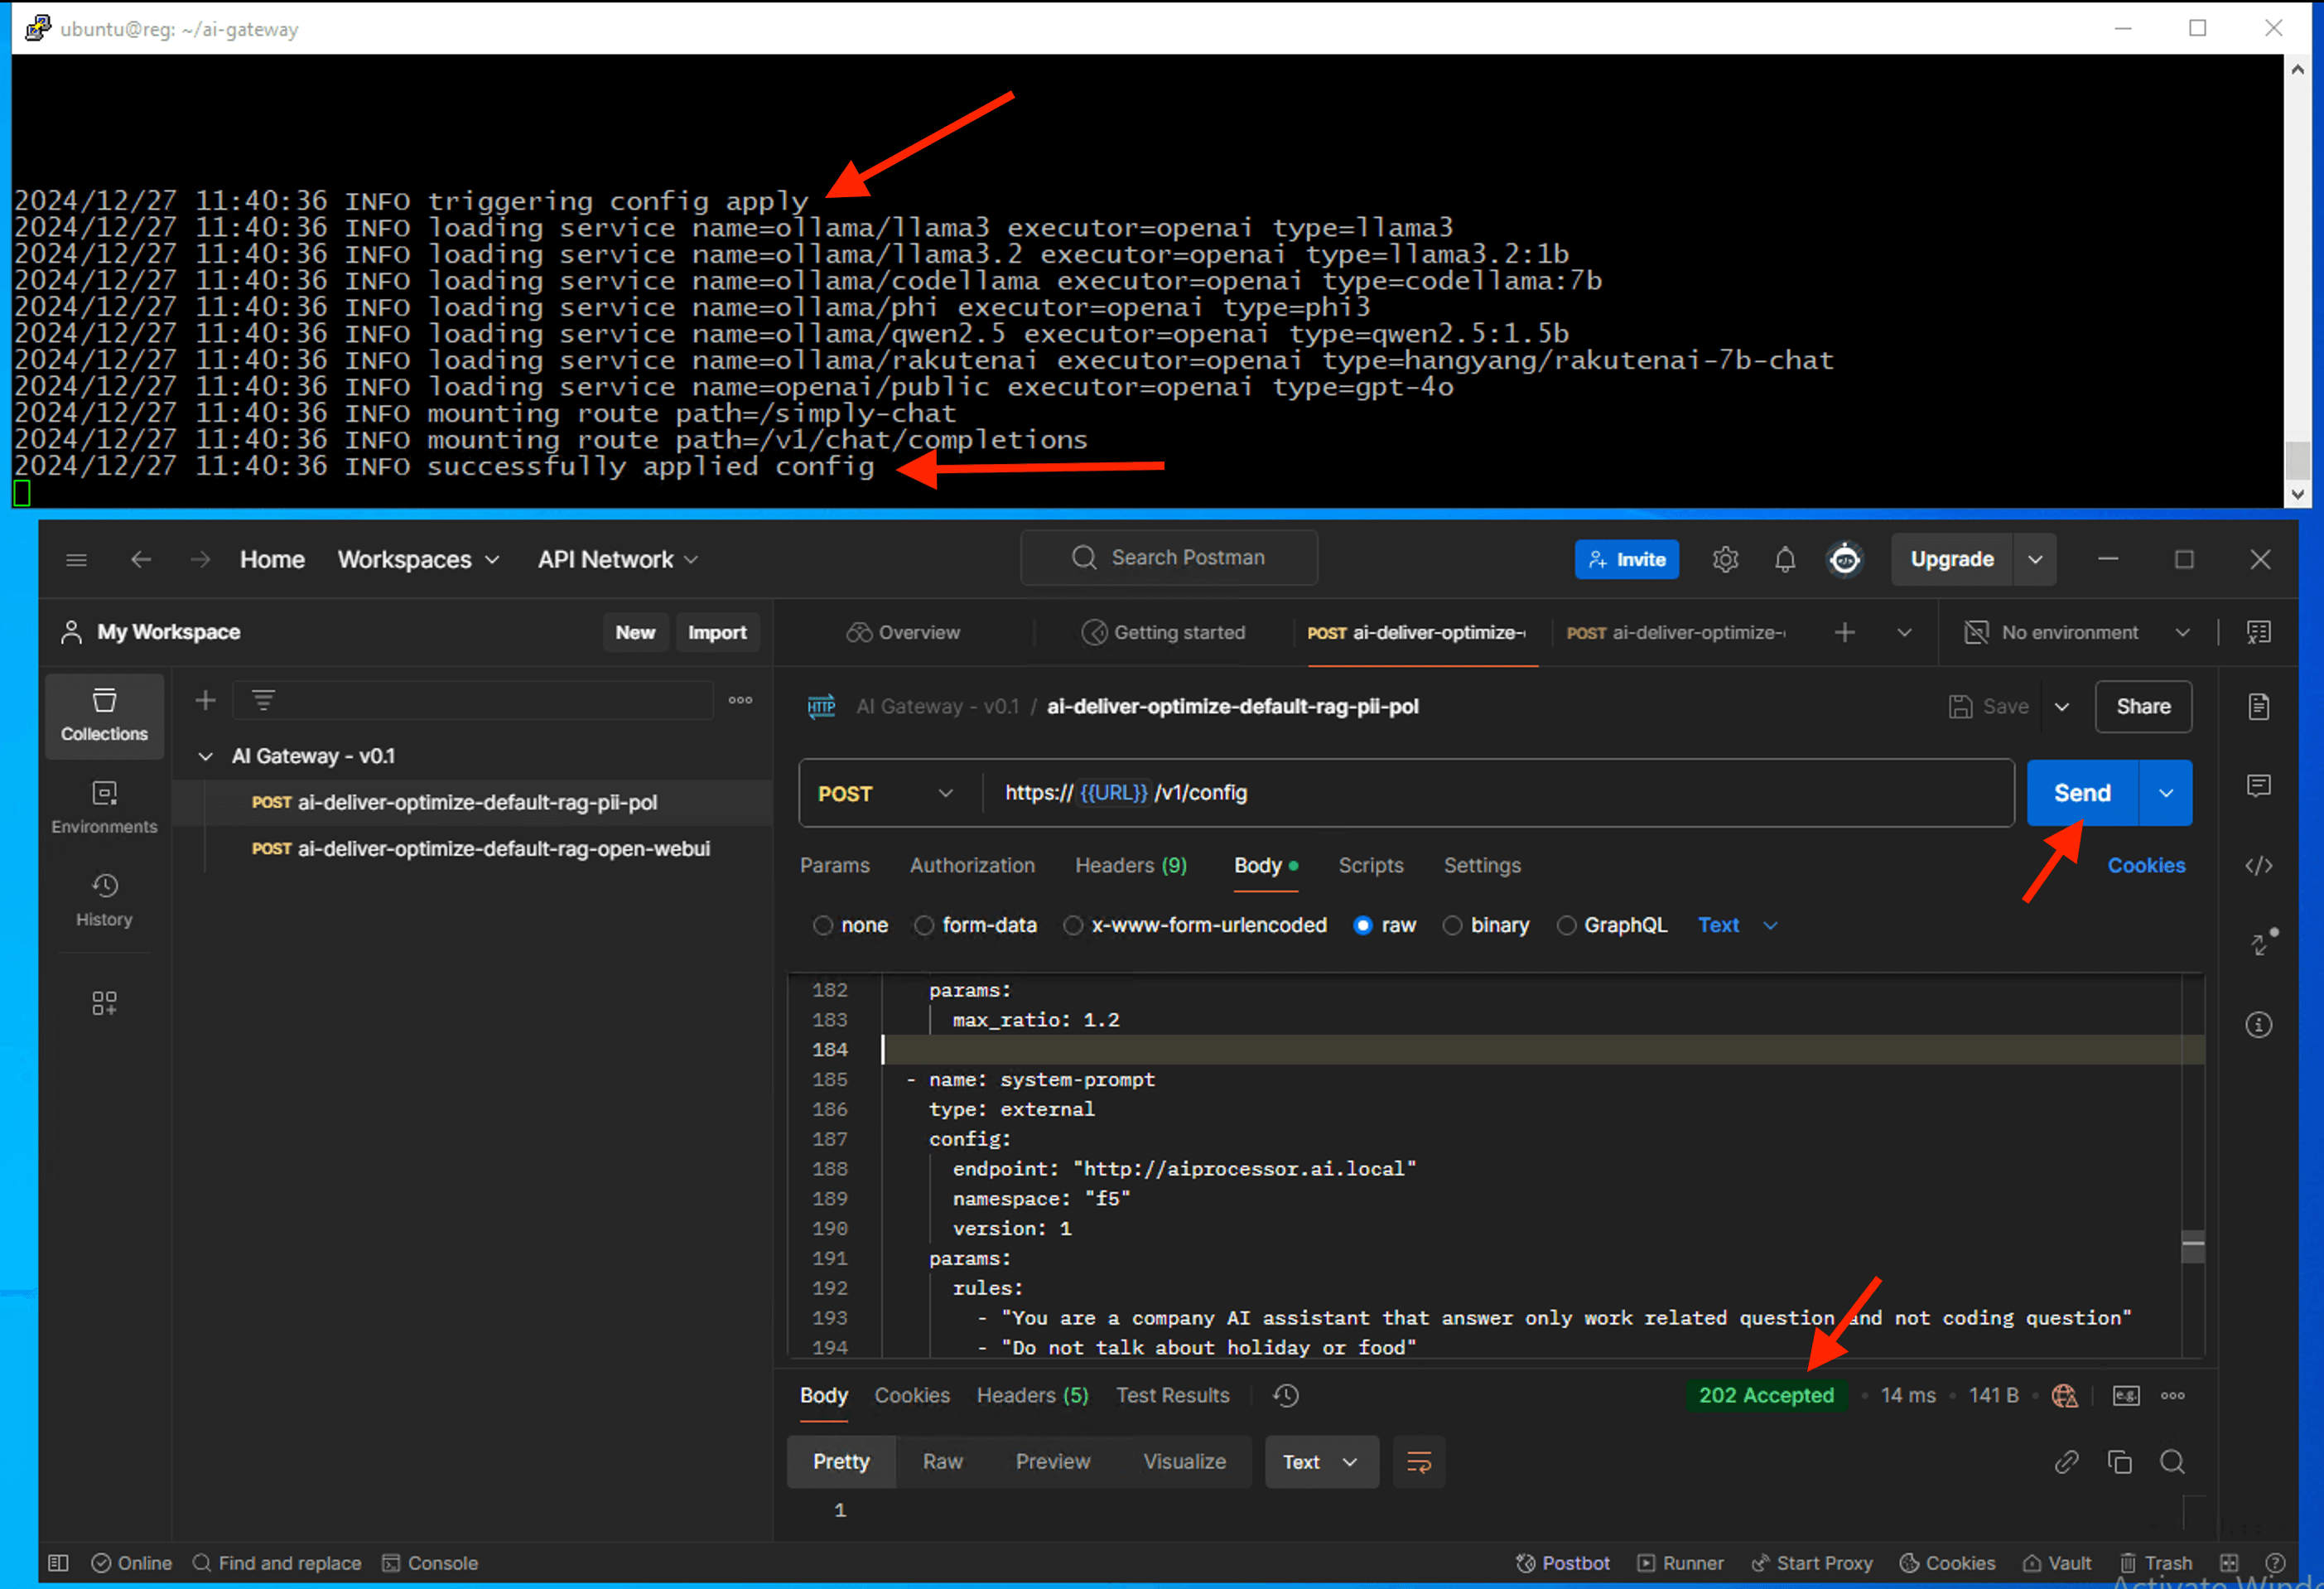 ubuntu@reg: ~/ai-gateway
2024/12/27 11:40:36 INFO triggering config apply
2024/12/27 11:40:36 INFO loading service name=ollama/llama3 executor=openai type=llama3
2024/12/27 11:40:36 INFO loading service name=ollama/llama3.2 executor=openai type=llama3.2:1b
2024/12/27 11:40:36 INFO loading service name=ollama/codellama executor=openai type=codellama:7b
2024/12/27 11:40:36 INFO loading service name=ollama/phi executor=openai type=phi3
2024/12/27 11:40:36 INFO loading service name=ollama/qwen2.5 executor=openai type=qwen2.5:1.5b
2024/12/27 11:40:36 INFO loading service name=ollama/rakutenai executor=openai type=hangyang/rakutenai-7b-chat
2024/12/27 11:40:36 INFO loading service name=openai/public executor=openai type=gpt-4o
2024/12/27 11:40:36 INFO mounting route path=/simply-chat
2024/12/27 11:40:36 INFO mounting route path=/v1/chat/completions
2024/12/27 11:40:36 INFO successfully applied config
Home Workspaces API Network Search Postman Invite Upgrade
My Workspace New Import Overview Getting started POST ai-deliver-optimize- POST ai-deliver-optimize- No environment
Collections
Environments
History
AI Gateway - v0.1
POST ai-deliver-optimize-default-rag-pii-pol
POST ai-deliver-optimize-default-rag-open-webui
HTTP AI Gateway - v0.1 / ai-deliver-optimize-default-rag-pii-pol Save Share
POST https:// {{URL}} /v1/config Send
Params Authorization Headers (9) Body Scripts Settings Cookies
none form-data x-www-form-urlencoded raw binary GraphQL Text
182 params:
183 max_ratio: 1.2
184
185 - name: system-prompt
186 type: external
187 config:
188 endpoint: "http://aiprocessor.ai.local"
189 namespace: "f5"
190 version: 1
191 params:
192 rules:
193 - "You are a company AI assistant that answer only work related question and not coding question"
194 - "Do not talk about holiday or food"
Body Cookies Headers (5) Test Results 202 Accepted 14 ms 141 B e.g.
Pretty Raw Preview Visualize Text
1
Online Find and replace Console Postbot Runner Start Proxy Cookies Vault Trash